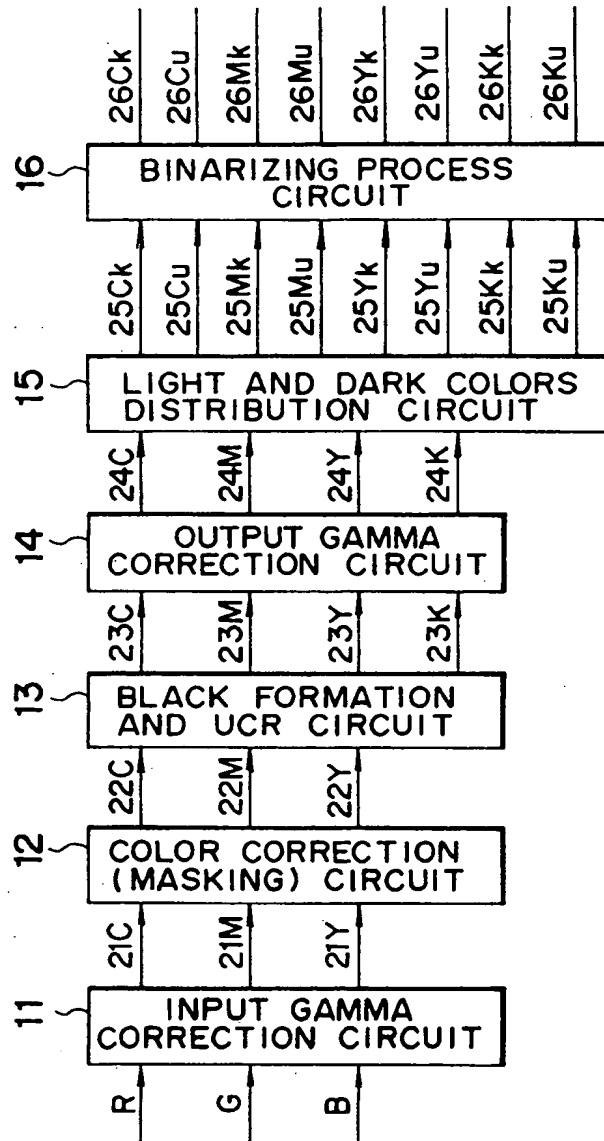 26Ck
26Cu
26Mk
26Mu
26Yk
26Yu
26Kk
26Ku
16
BINARIZING PROCESS
CIRCUIT
25Ck
25Cu
25Mk
25Mu
25Yk
25Yu
25Kk
25Ku
15
LIGHT AND DARK COLORS
DISTRIBUTION CIRCUIT
24C
24M
24Y
24K
14
OUTPUT GAMMA
CORRECTION CIRCUIT
23C
23M
23Y
23K
13
BLACK FORMATION
AND UCR CIRCUIT
22C
22M
22Y
12
COLOR CORRECTION
(MASKING) CIRCUIT
21C
21M
21Y
11
INPUT GAMMA
CORRECTION CIRCUIT
R
G
B